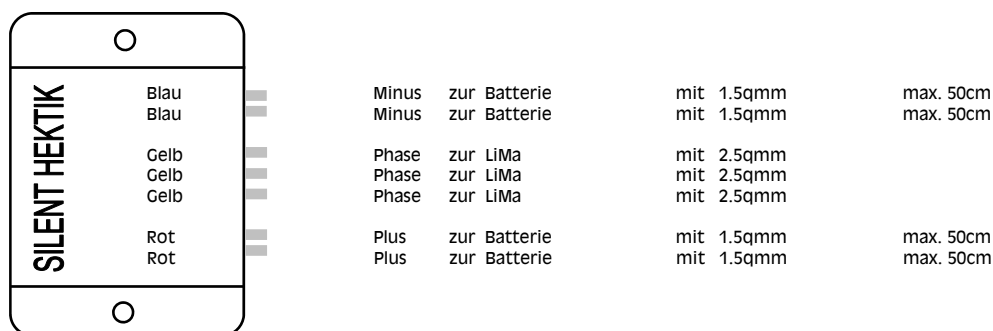 SILENT HEKTIK
Blau Minus zur Batterie mit 1.5qmm max. 50cm
Blau Minus zur Batterie mit 1.5qmm max. 50cm
Gelb Phase zur LiMa mit 2.5qmm
Gelb Phase zur LiMa mit 2.5qmm
Gelb Phase zur LiMa mit 2.5qmm
Rot Plus zur Batterie mit 1.5qmm max. 50cm
Rot Plus zur Batterie mit 1.5qmm max. 50cm